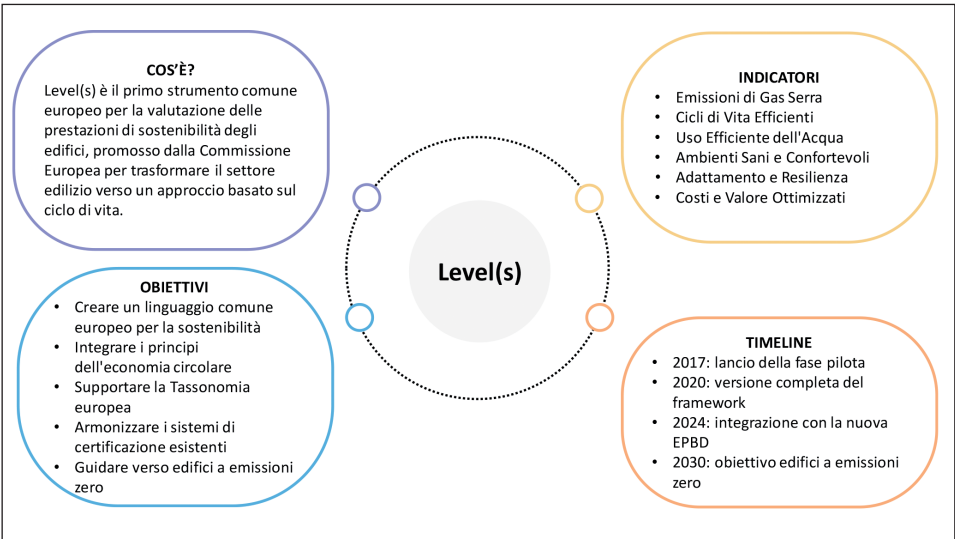 COS'È?
Level(s) è il primo strumento comune
europeo per la valutazione delle
prestazioni di sostenibilità degli
edifici, promosso dalla Commissione
Europea per trasformare il settore
edilizio verso un approccio basato sul
ciclo di vita.
OBIETTIVI
• Creare un linguaggio comune
europeo per la sostenibilità
• Integrare i principi
dell'economia circolare
• Supportare la Tassonomia
europea
• Armonizzare i sistemi di
certificazione esistenti
• Guidare verso edifici a emissioni
zero
Level(s)
INDICATORI
• Emissioni di Gas Serra
• Cicli di Vita Efficienti
• Uso Efficiente dell'Acqua
• Ambienti Sani e Confortevoli
• Adattamento e Resilienza
• Costi e Valore Ottimizzati
TIMELINE
• 2017: lancio della fase pilota
• 2020: versione completa del
framework
• 2024: integrazione con la nuova
EPBD
• 2030: obiettivo edifici a emissioni
zero